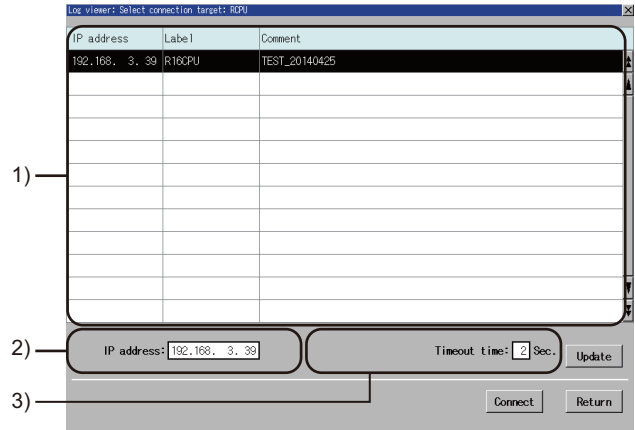 Log viewer: Select connection target: RCPU
IP address Label Comment
192.168. 3. 39 R16CPU TEST_20140425
1)
2) IP address: 192.168. 3. 39 Timeout time: 2 Sec. Update
3) Connect Return